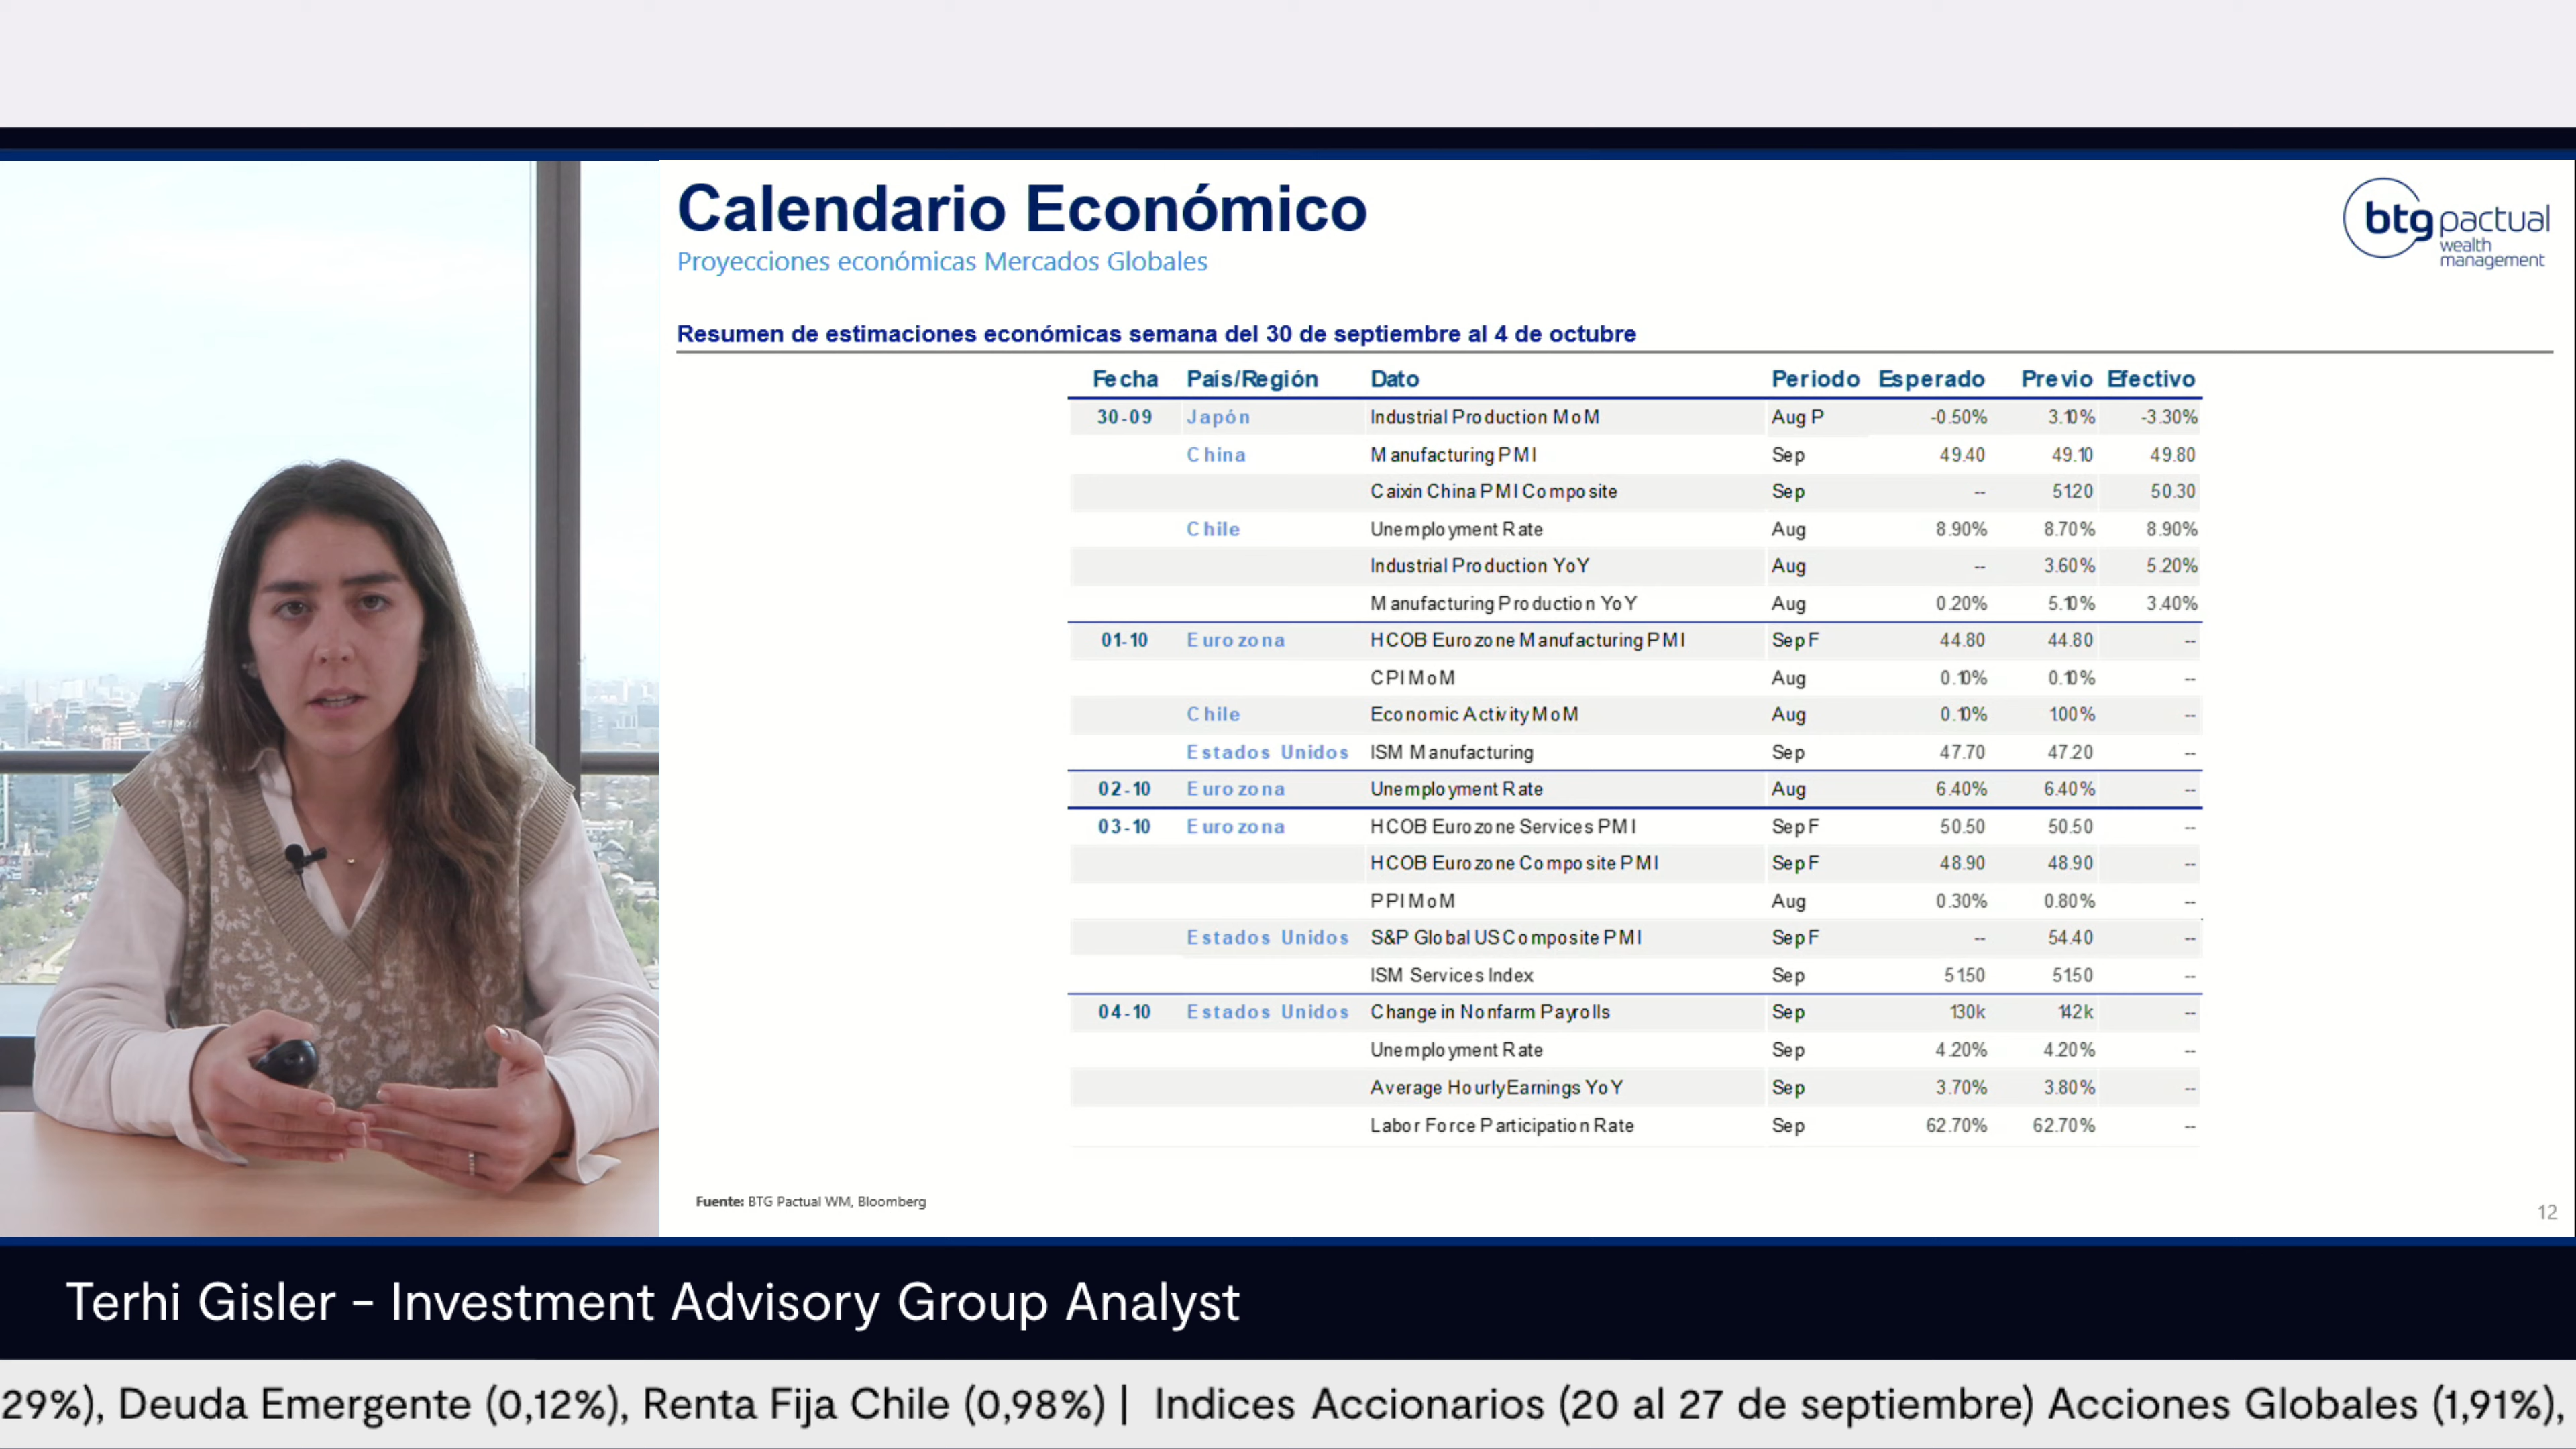 Calendario Económico
Proyecciones económicas Mercados Globales
btg pactual
wealth
management
Resumen de estimaciones económicas semana del 30 de septiembre al 4 de octubre
Fecha País/Región Dato Periodo Esperado Previo Efectivo
30-09 Japón Industrial Production MoM Aug P -0.50% 3.10% -3.30%
China Manufacturing PMI Sep 49.40 49.10 49.80
Caixin China PMI Composite Sep -- 51.20 50.30
Chile Unemployment Rate Aug 8.90% 8.70% 8.90%
Industrial Production YoY Aug -- 3.60% 5.20%
Manufacturing Production YoY Aug 0.20% 5.10% 3.40%
01-10 Eurozona HCOB Eurozone Manufacturing PMI Sep F 44.80 44.80 --
CPI MoM Aug 0.10% 0.10% --
Chile Economic Activity MoM Aug 0.10% 1.00% --
Estados Unidos ISM Manufacturing Sep 47.70 47.20 --
02-10 Eurozona Unemployment Rate Aug 6.40% 6.40% --
03-10 Eurozona HCOB Eurozone Services PMI Sep F 50.50 50.50 --
HCOB Eurozone Composite PMI Sep F 48.90 48.90 --
PPI MoM Aug 0.30% 0.80% --
Estados Unidos S&P Global US Composite PMI Sep F -- 54.40 --
ISM Services Index Sep 51.50 51.50 --
04-10 Estados Unidos Change in Nonfarm Payrolls Sep 130k 142k --
Unemployment Rate Sep 4.20% 4.20% --
Average Hourly Earnings YoY Sep 3.70% 3.80% --
Labor Force Participation Rate Sep 62.70% 62.70% --
Fuente: BTG Pactual WM, Bloomberg
12
Terhi Gisler - Investment Advisory Group Analyst
29%), Deuda Emergente (0,12%), Renta Fija Chile (0,98%) | Indices Accionarios (20 al 27 de septiembre) Acciones Globales (1,91%),